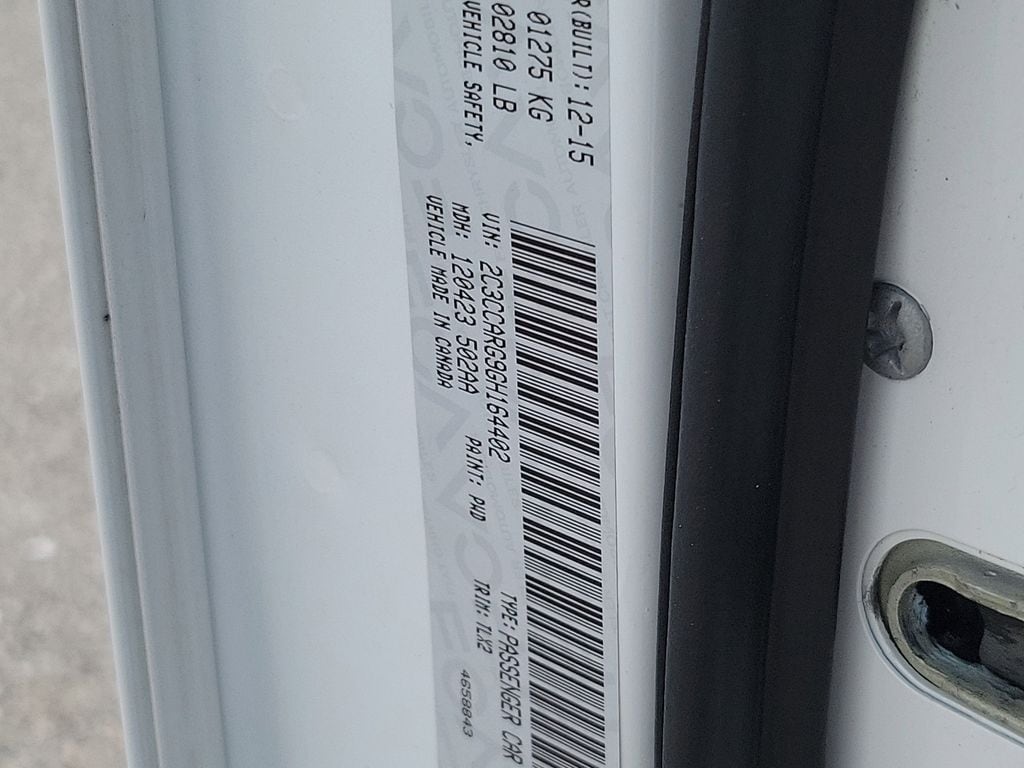 R(BUILT): 12-15
01275 KG
02810 LB
VEHICLE SAFETY,
VIN: 2C3CCARG9GH164402 TYPE: PASSENGER CAR
MDH: 120423 502AA PAINT: PWD TRIM: TLX2
VEHICLE MADE IN CANADA 4658843